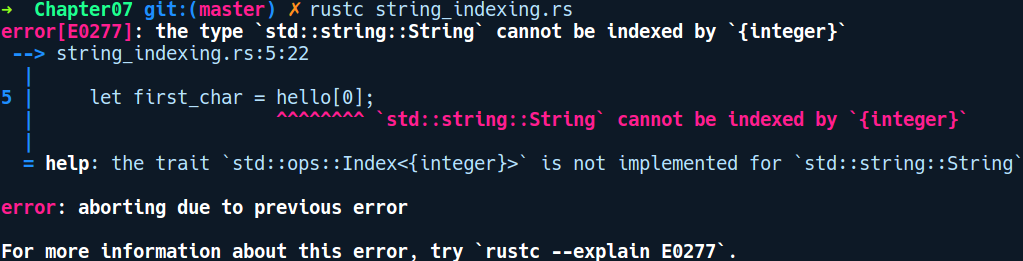 ➜  Chapter07 git:(master) ✗ rustc string_indexing.rs
error[E0277]: the type `std::string::String` cannot be indexed by `{integer}`
 --> string_indexing.rs:5:22
  |
5 |     let first_char = hello[0];
  |                      ^^^^^^^^ `std::string::String` cannot be indexed by `{integer}`
  |
  = help: the trait `std::ops::Index<{integer}>` is not implemented for `std::string::String`
error: aborting due to previous error
For more information about this error, try `rustc --explain E0277`.